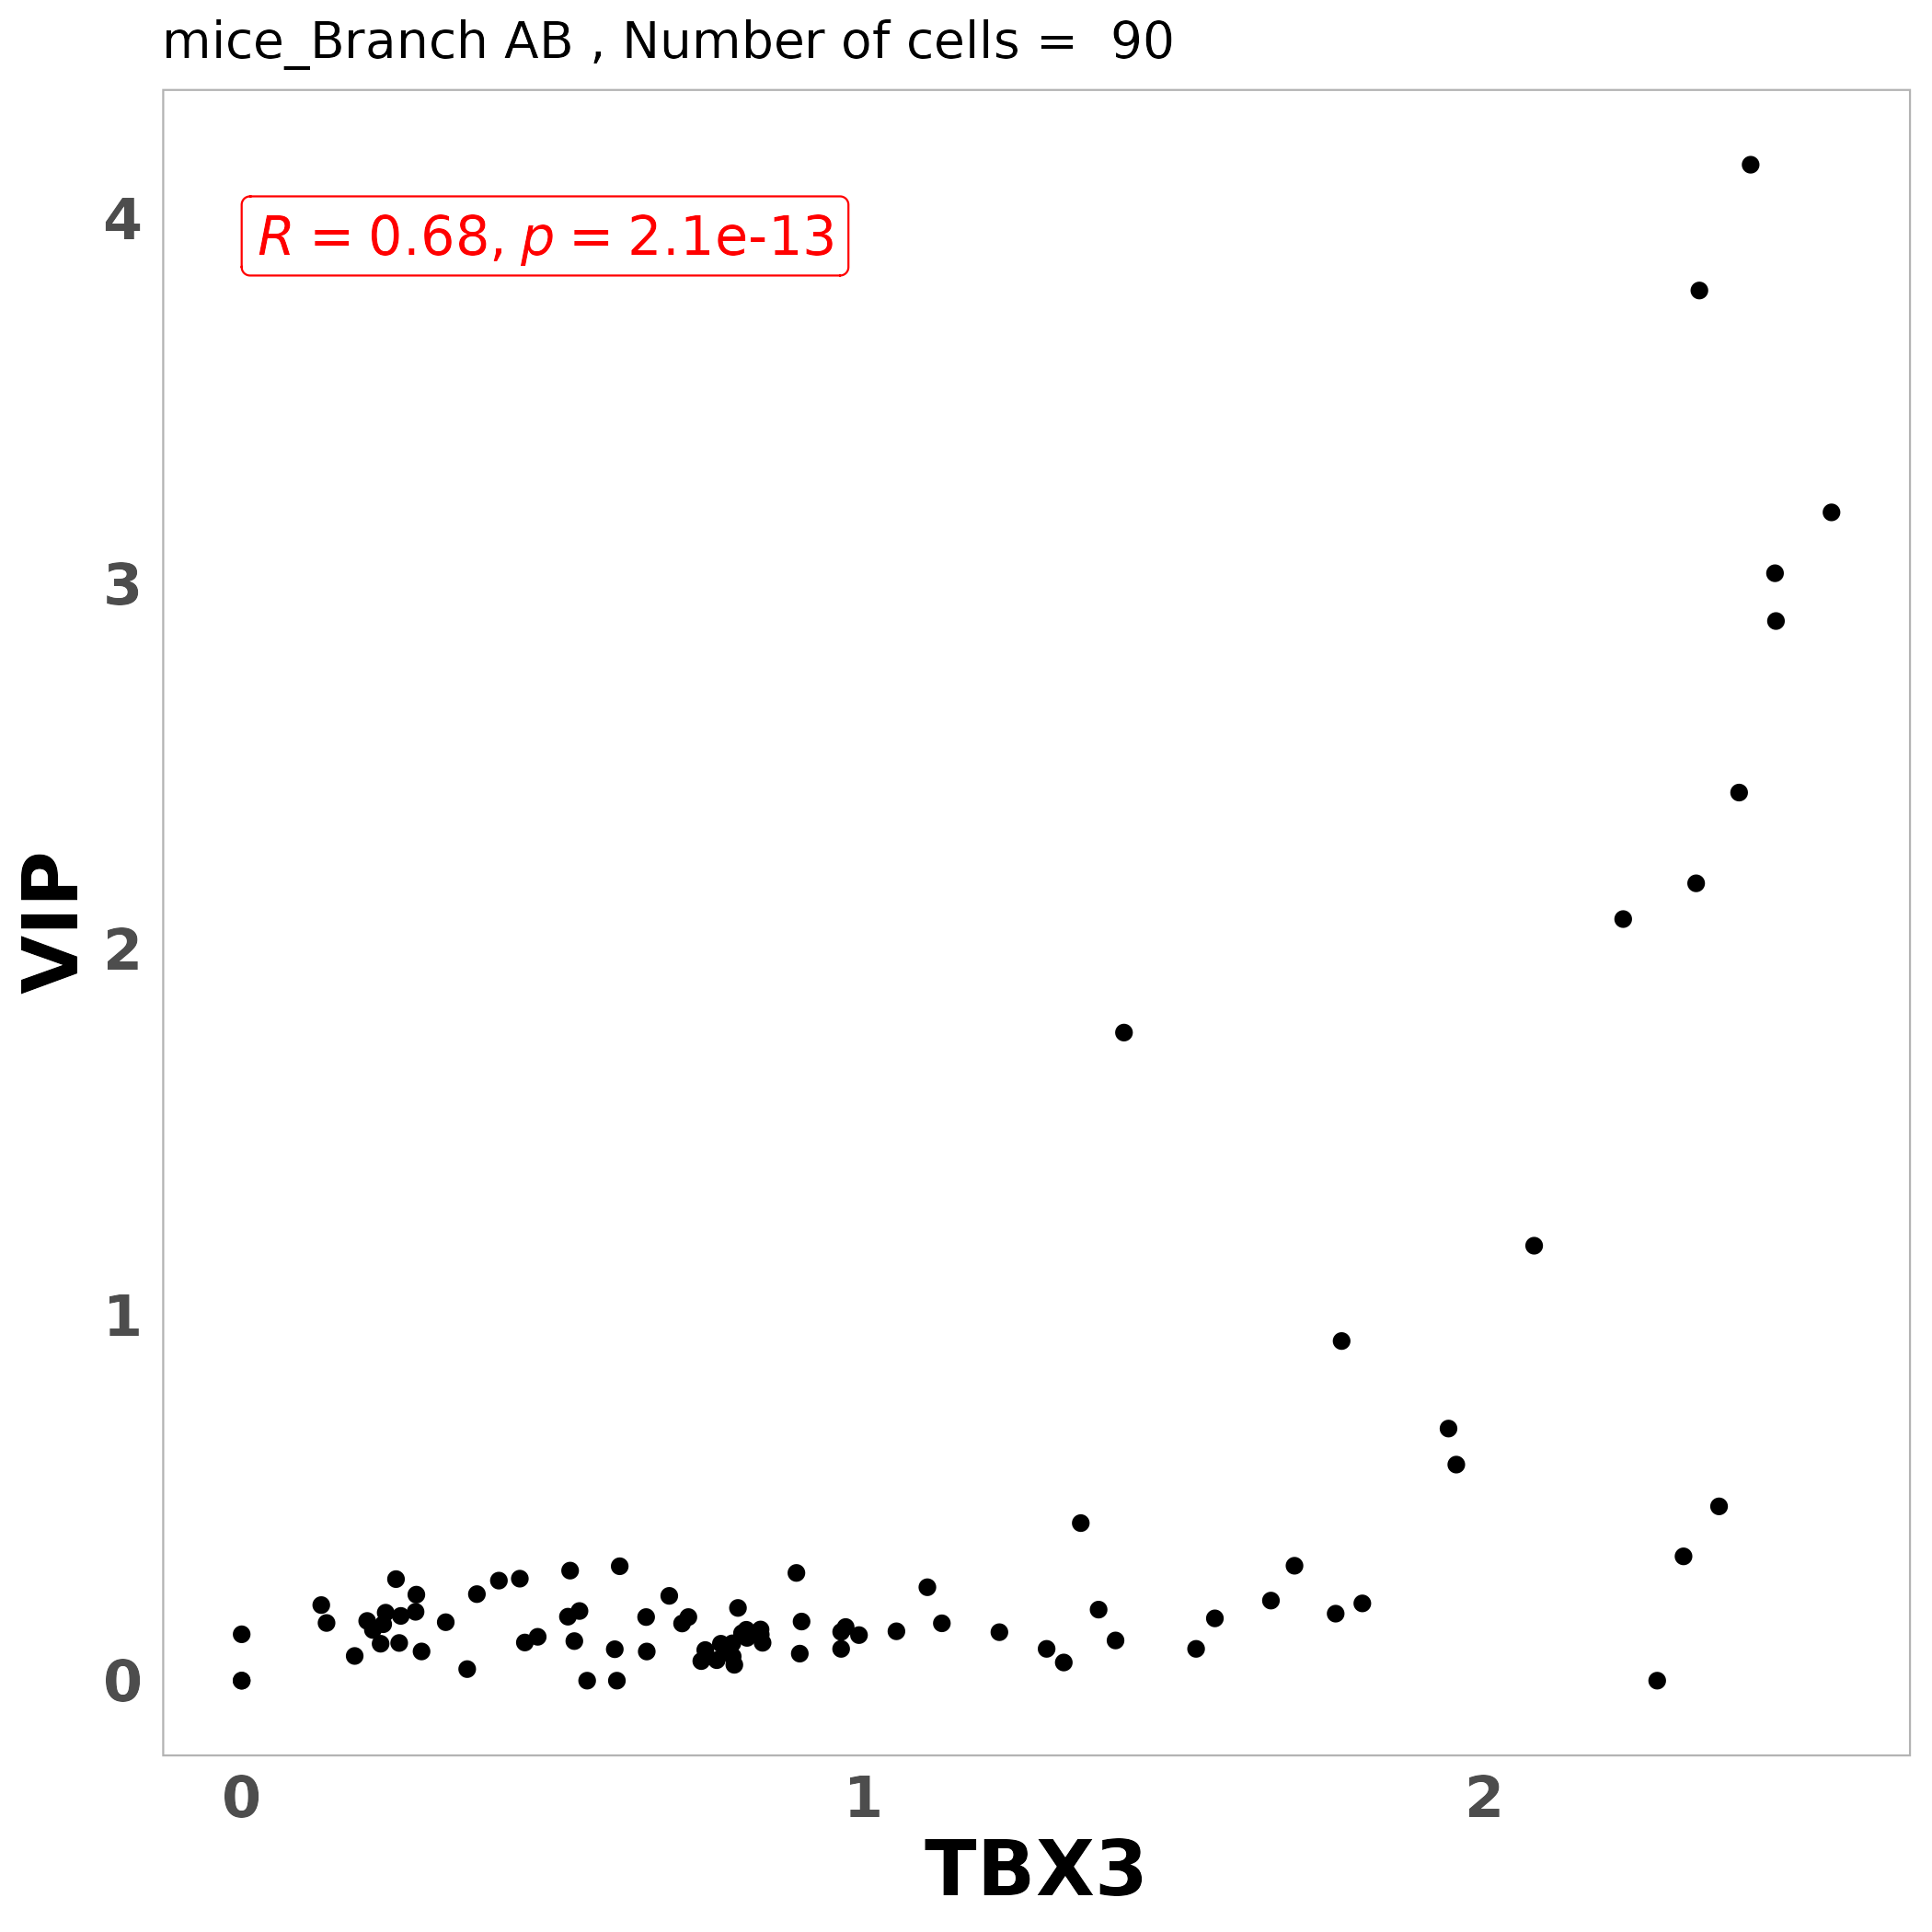 mice_Branch AB , Number of cells =  90
R = 0.68, p = 2.1e-13
4
3
2
1
0
VIP
0 1 2
TBX3